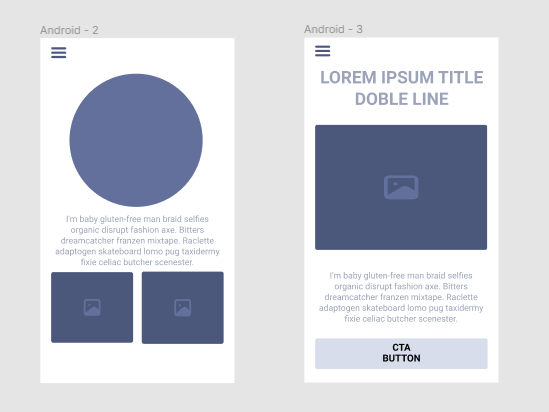 Android - 2
I'm baby gluten-free man braid selfies
organic disrupt fashion axe. Bitters
dreamcatcher franzen mixtape. Raclette
adaptogen skateboard lomo pug taxidermy
fixie celiac butcher scenester.
Android - 3
LOREM IPSUM TITLE
DOBLE LINE
I'm baby gluten-free man braid selfies
organic disrupt fashion axe. Bitters
dreamcatcher franzen mixtape. Raclette
adaptogen skateboard lomo pug taxidermy
fixie celiac butcher scenester.
CTA
BUTTON